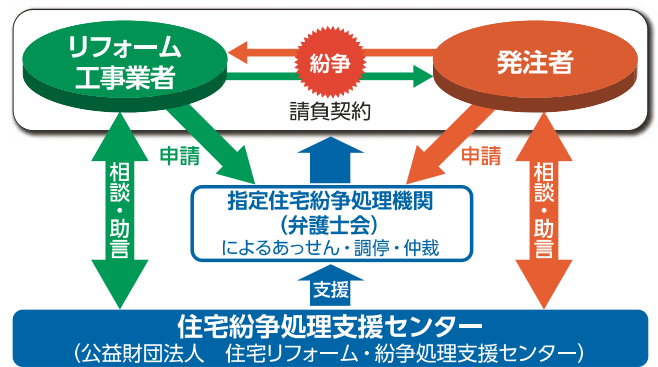 リフォーム
工事業者
紛争
発注者
請負契約
申請
申請
相談・助言
指定住宅紛争処理機関
（弁護士会）
によるあっせん・調停・仲裁
相談・助言
支援
住宅紛争処理支援センター
（公益財団法人　住宅リフォーム・紛争処理支援センター）